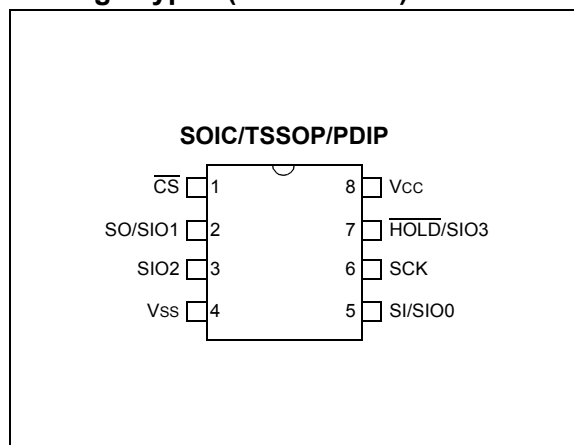 SOIC/TSSOP/PDIP
CS 1 8 Vcc
SO/SIO1 2 7 HOLD/SIO3
SIO2 3 6 SCK
Vss 4 5 SI/SIO0